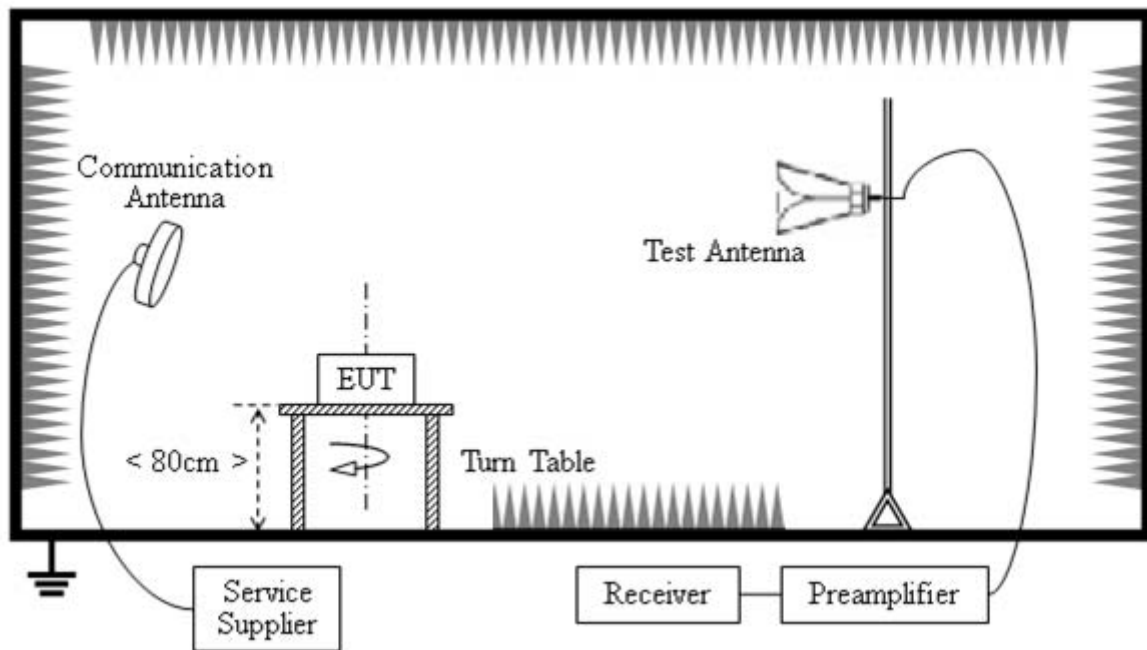 Communication
Antenna
Test Antenna
EUT
< 80cm >
Turn Table
Service
Supplier
Receiver
Preamplifier